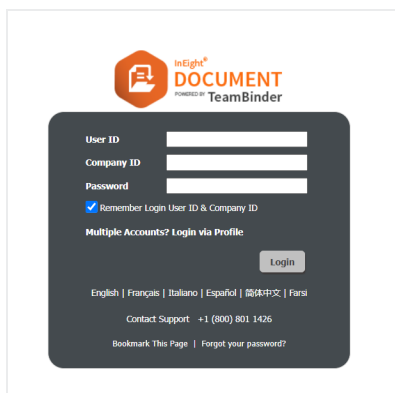 InEight®
DOCUMENT
POWERED BY TeamBinder
User ID
Company ID
Password
Remember Login User ID & Company ID
Multiple Accounts? Login via Profile
Login
English | Français | Italiano | Español | 简体中文 | Farsi
Contact Support +1 (800) 801 1426
Bookmark This Page | Forgot your password?